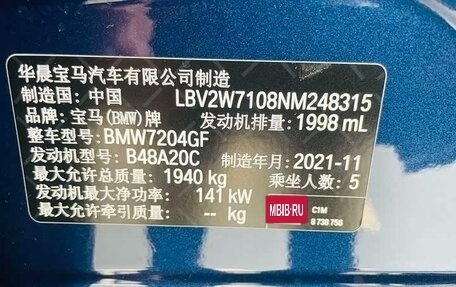 华晨宝马汽车有限公司制造
制造国: 中国 LBV2W7108NM248315
品牌: 宝马(BMW)牌 发动机排量: 1998 mL
整车型号: BMW7204GF
发动机型号: B48A20C 制造年月: 2021-11
最大允许总质量: 1940 kg 乘坐人数: 5
发动机最大净功率: 141 kW
最大允许牵引质量: -- kg
MBIB.RU
C1M
8 738 756